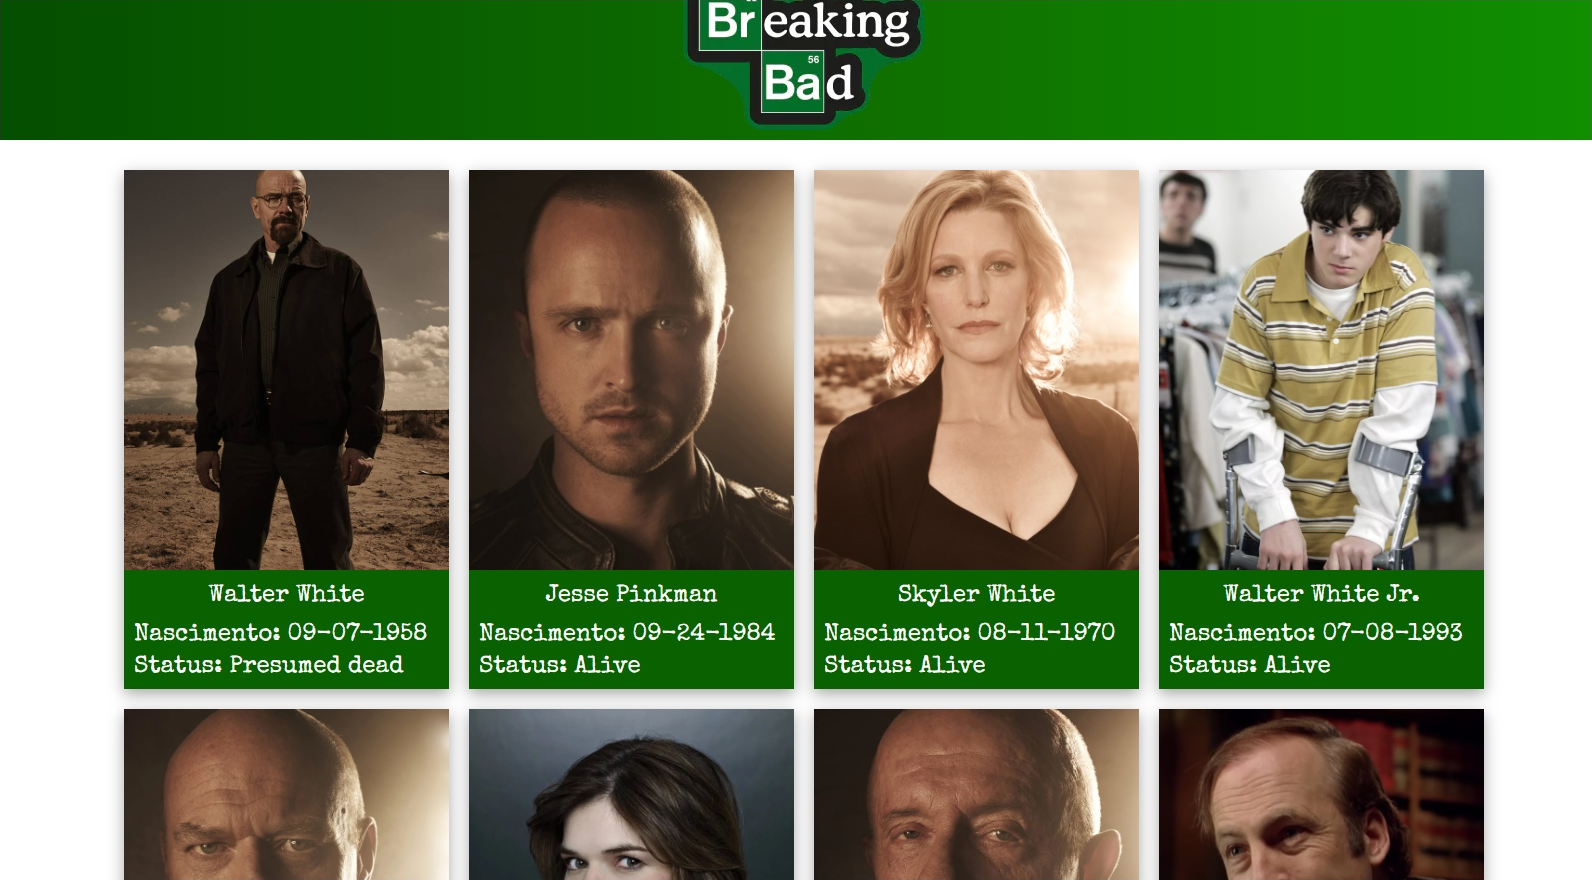 Breaking
56
Bad
Walter White
Nascimento: 09-07-1958
Status: Presumed dead
Jesse Pinkman
Nascimento: 09-24-1984
Status: Alive
Skyler White
Nascimento: 08-11-1970
Status: Alive
Walter White Jr.
Nascimento: 07-08-1993
Status: Alive